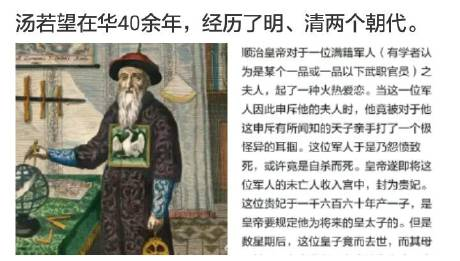 汤若望在华40余年，经历了明、清两个朝代。
顺治皇帝对于一位满籍军人（有学者认
为是某个一品或一品以下武职官员）之
夫人，起了一种火热爱恋。当这一位军
人因此申斥他的夫人时，他竟被对于他
这申斥有所闻知的天子亲手打了一个极
怪异的耳掴。这位军人于是乃怨愤致
死，或许竟是自杀而死。皇帝遂即将这
位军人的未亡人收入宫中，封为贵妃。
这位贵妃于一千六百六十年产一子，是
皇帝要规定他为将来的皇太子的。但是
数星期后，这位皇子竟而去世，而其母